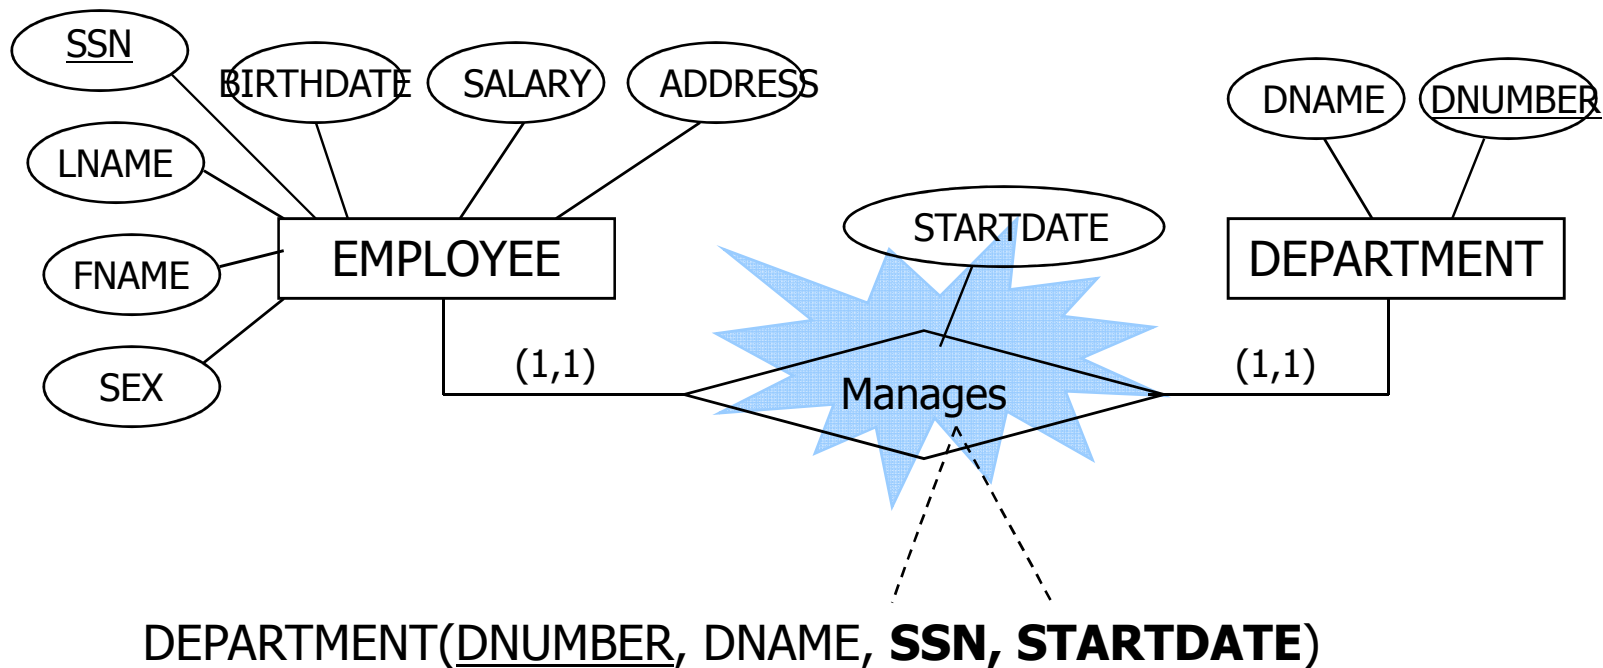 SSN
BIRTHDATE
SALARY
ADDRESS
DNAME
DNUMBER
LNAME
STARTDATE
EMPLOYEE
DEPARTMENT
FNAME
(1,1)
(1,1)
SEX
Manages
DEPARTMENT(DNUMBER, DNAME, SSN, STARTDATE)